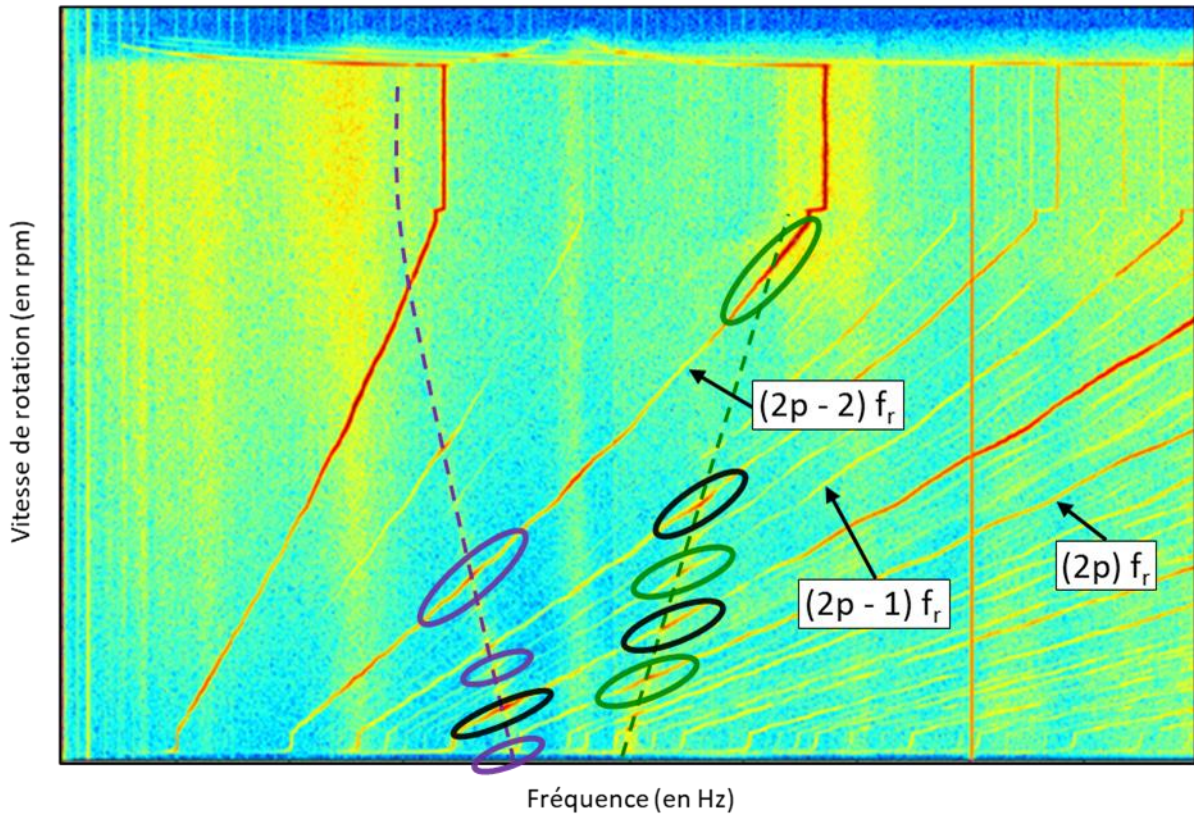 Vitesse de rotation (en rpm)
(2p - 2) fr
(2p) fr
(2p - 1) fr
Fréquence (en Hz)